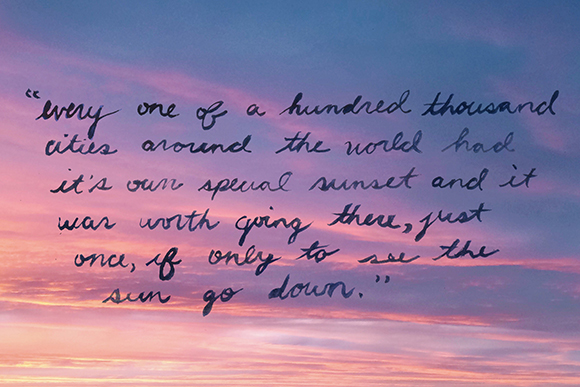 “every one of a hundred thousand
cities around the world had
it's own special sunset and it
was worth going there, just
once, if only to see the
sun go down.”